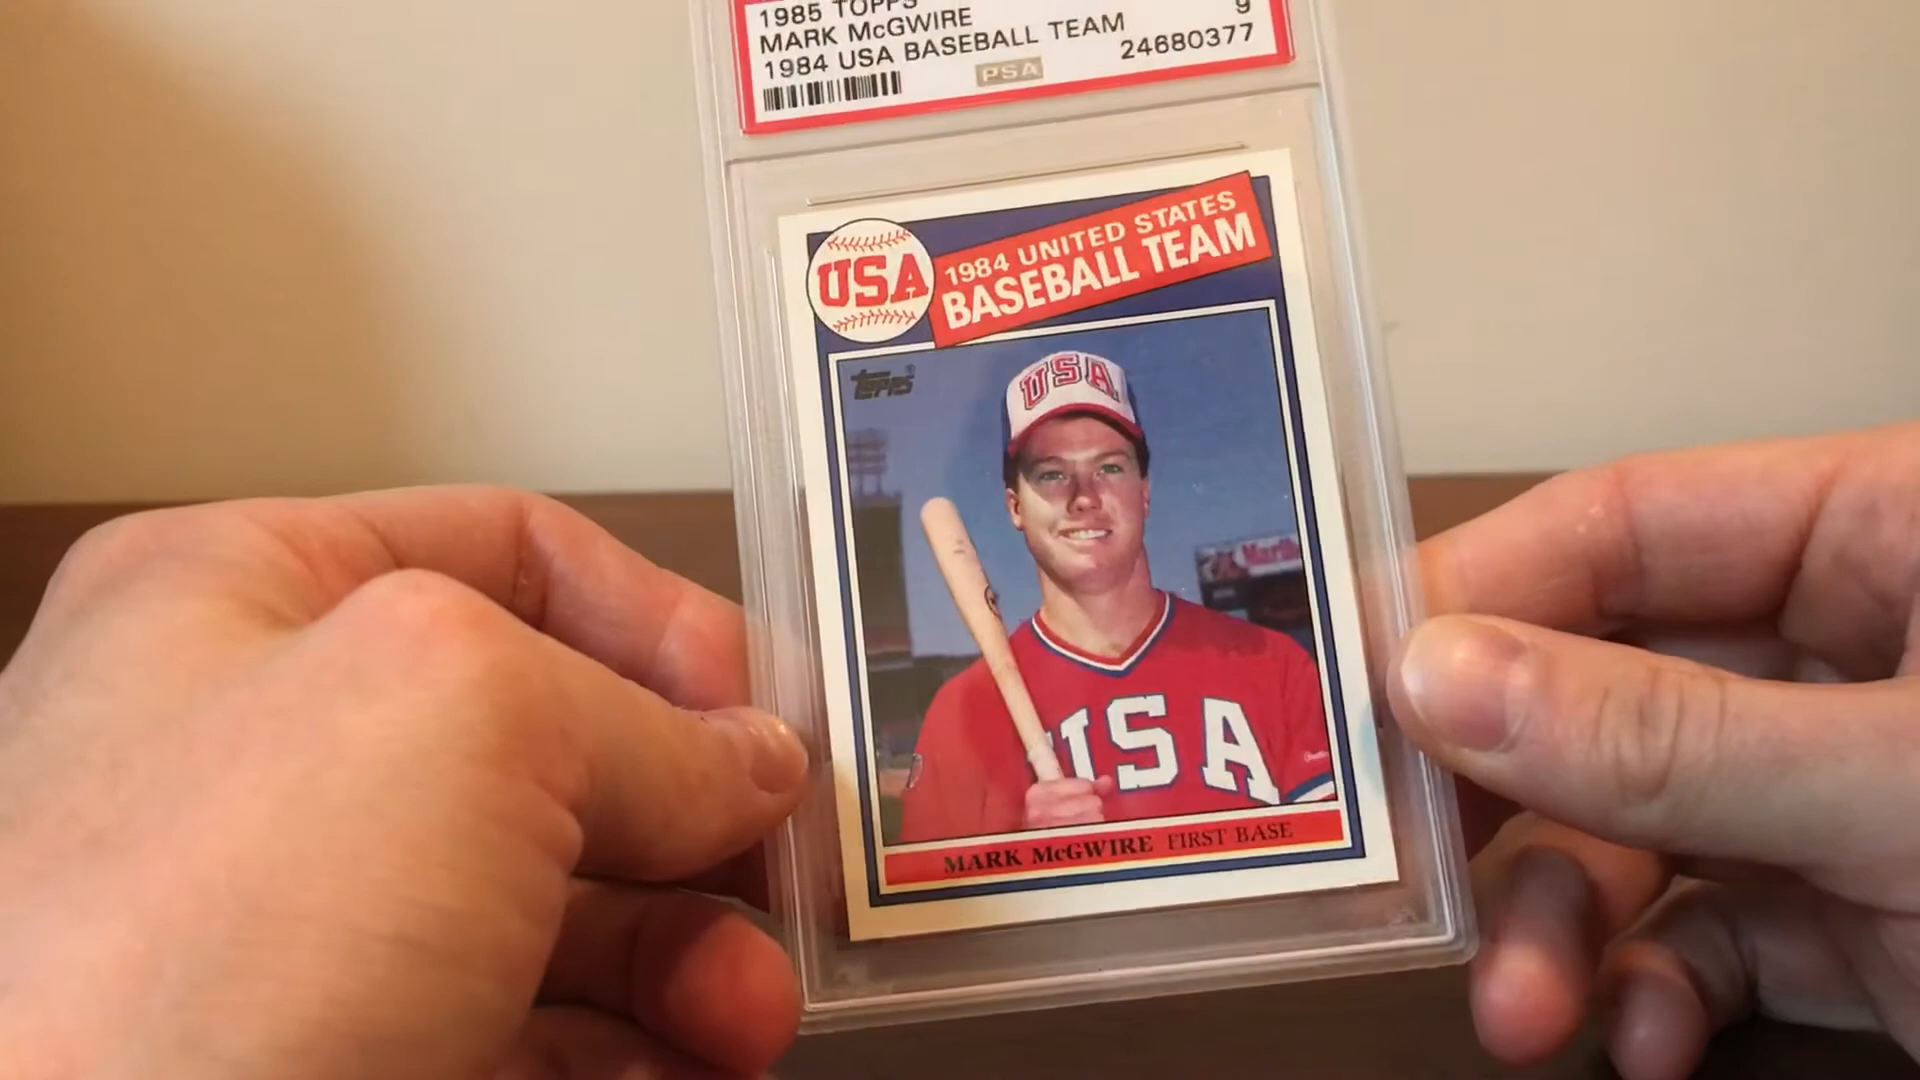 1985 TOPPS
MARK McGWIRE 9
1984 USA BASEBALL TEAM 24680377
PSA
USA
1984 UNITED STATES
BASEBALL TEAM
TOPPS®
USA
USA
MARK McGWIRE FIRST BASE